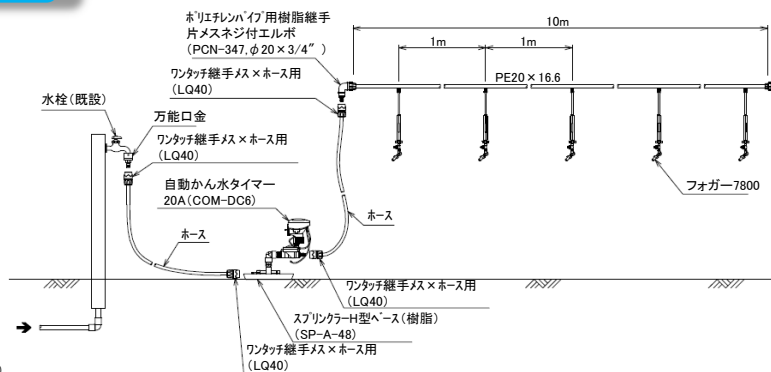 ポリエチレンパイプ用樹脂継手
片メスネジ付エルボ
(PCN-347,φ20×3/4")
10m
1m
1m
ワンタッチ継手メス×ホース用
(LQ40)
PE20×16.6
水栓(既設)
万能口金
ワンタッチ継手メス×ホース用
(LQ40)
自動かん水タイマー
20A(COM-DC6)
フォガー7800
ホース
ホース
ワンタッチ継手メス×ホース用
(LQ40)
スプリンクラーH型ベース(樹脂)
(SP-A-48)
ワンタッチ継手メス×ホース用
(LQ40)